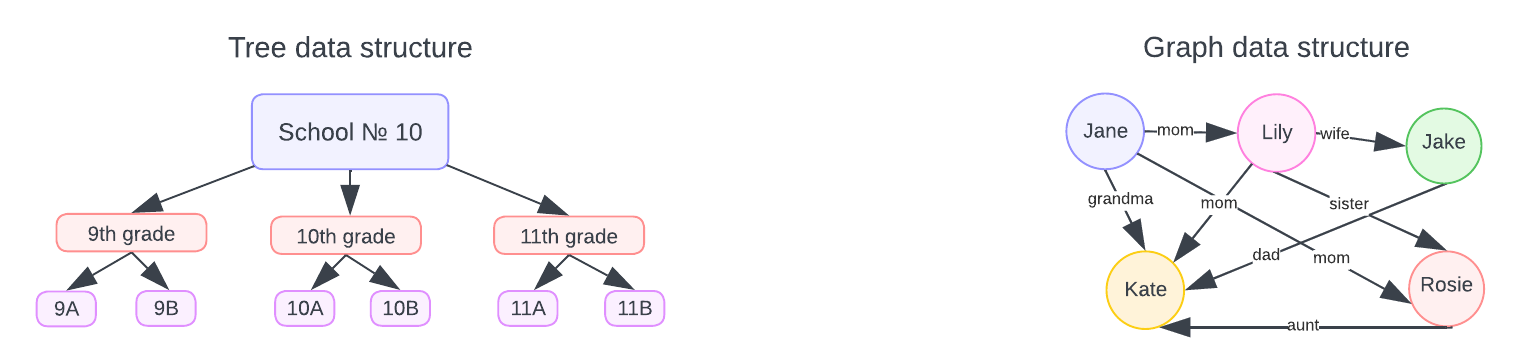 Tree data structure
School № 10
9th grade
10th grade
11th grade
9A
9B
10A
10B
11A
11B
Graph data structure
Jane
mom
Lily
wife
Jake
grandma
mom
sister
dad
mom
Kate
Rosie
aunt